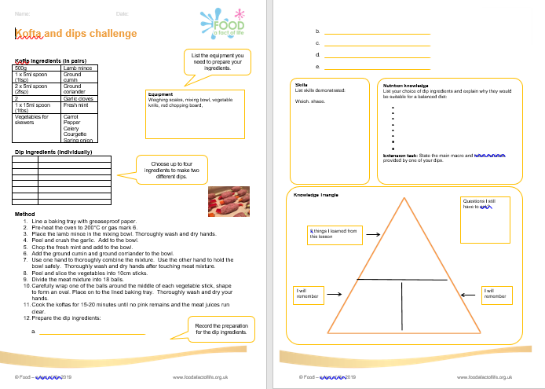 Name: Date:
FOOD
a fact of life
Kofta and dips challenge
List the equipment you
need to prepare your
ingredients.
Kofta ingredients (in pairs)
500g Lamb mince
1 x 5ml spoon (1tsp) Ground cumin
2 x 5ml spoon (2tsp) Ground coriander
2 Garlic cloves
1 x 15ml spoon (1tbs) Fresh mint
Vegetables for skewers Carrot
Pepper
Celery
Courgette
Spring onion
Equipment
Weighing scales, mixing bowl, vegetable
knife, red chopping board,
Dip ingredients (individually)
Choose up to four
ingredients to make two
different dips.
Method
1. Line a baking tray with greaseproof paper.
2. Pre-heat the oven to 200°C or gas mark 6.
3. Place the lamb mince in the mixing bowl. Thoroughly wash and dry hands.
4. Peel and crush the garlic. Add to the bowl.
5. Chop the fresh mint and add to the bowl.
6. Add the ground cumin and ground coriander to the bowl.
7. Use one hand to thoroughly combine the mixture. Use the other hand to hold the
bowl safely. Thoroughly wash and dry hands after touching meat mixture.
8. Peel and slice the vegetables into 10cm sticks.
9. Divide the meat mixture into 18 balls.
10. Carefully wrap one of the balls around the middle of each vegetable stick, shape
to form an oval. Place on to the lined baking tray. Thoroughly wash and dry your
hands.
11. Cook the koftas for 15-20 minutes until no pink remains and the meat juices run
clear.
12. Prepare the dip ingredients:
a.
Record the preparation
for the dip ingredients.
© Food – 2019 www.foodafactoflife.org.uk
b.
c.
d.
e.
Skills
List skills demonstrated:
Wash, shape,
Nutrition knowledge
List your choice of dip ingredients and explain why they would
be suitable for a balanced diet:
Extension task: State the main macro and
provided by one of your dips.
Knowledge triangle
Questions I still
have to
3 things I learned from
this lesson
I will
remember
I will
remember
© Food – 2019 www.foodafactoflife.org.uk